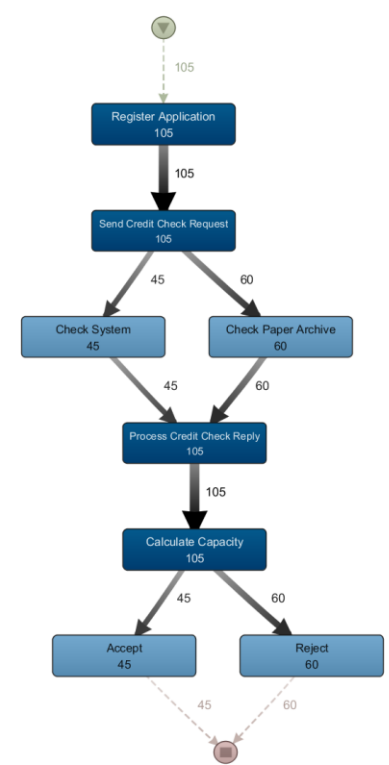 105
Register Application
105
105
Send Credit Check Request
105
45 60
Check System Check Paper Archive
45 60
45 60
Process Credit Check Reply
105
105
Calculate Capacity
105
45 60
Accept Reject
45 60
45 60